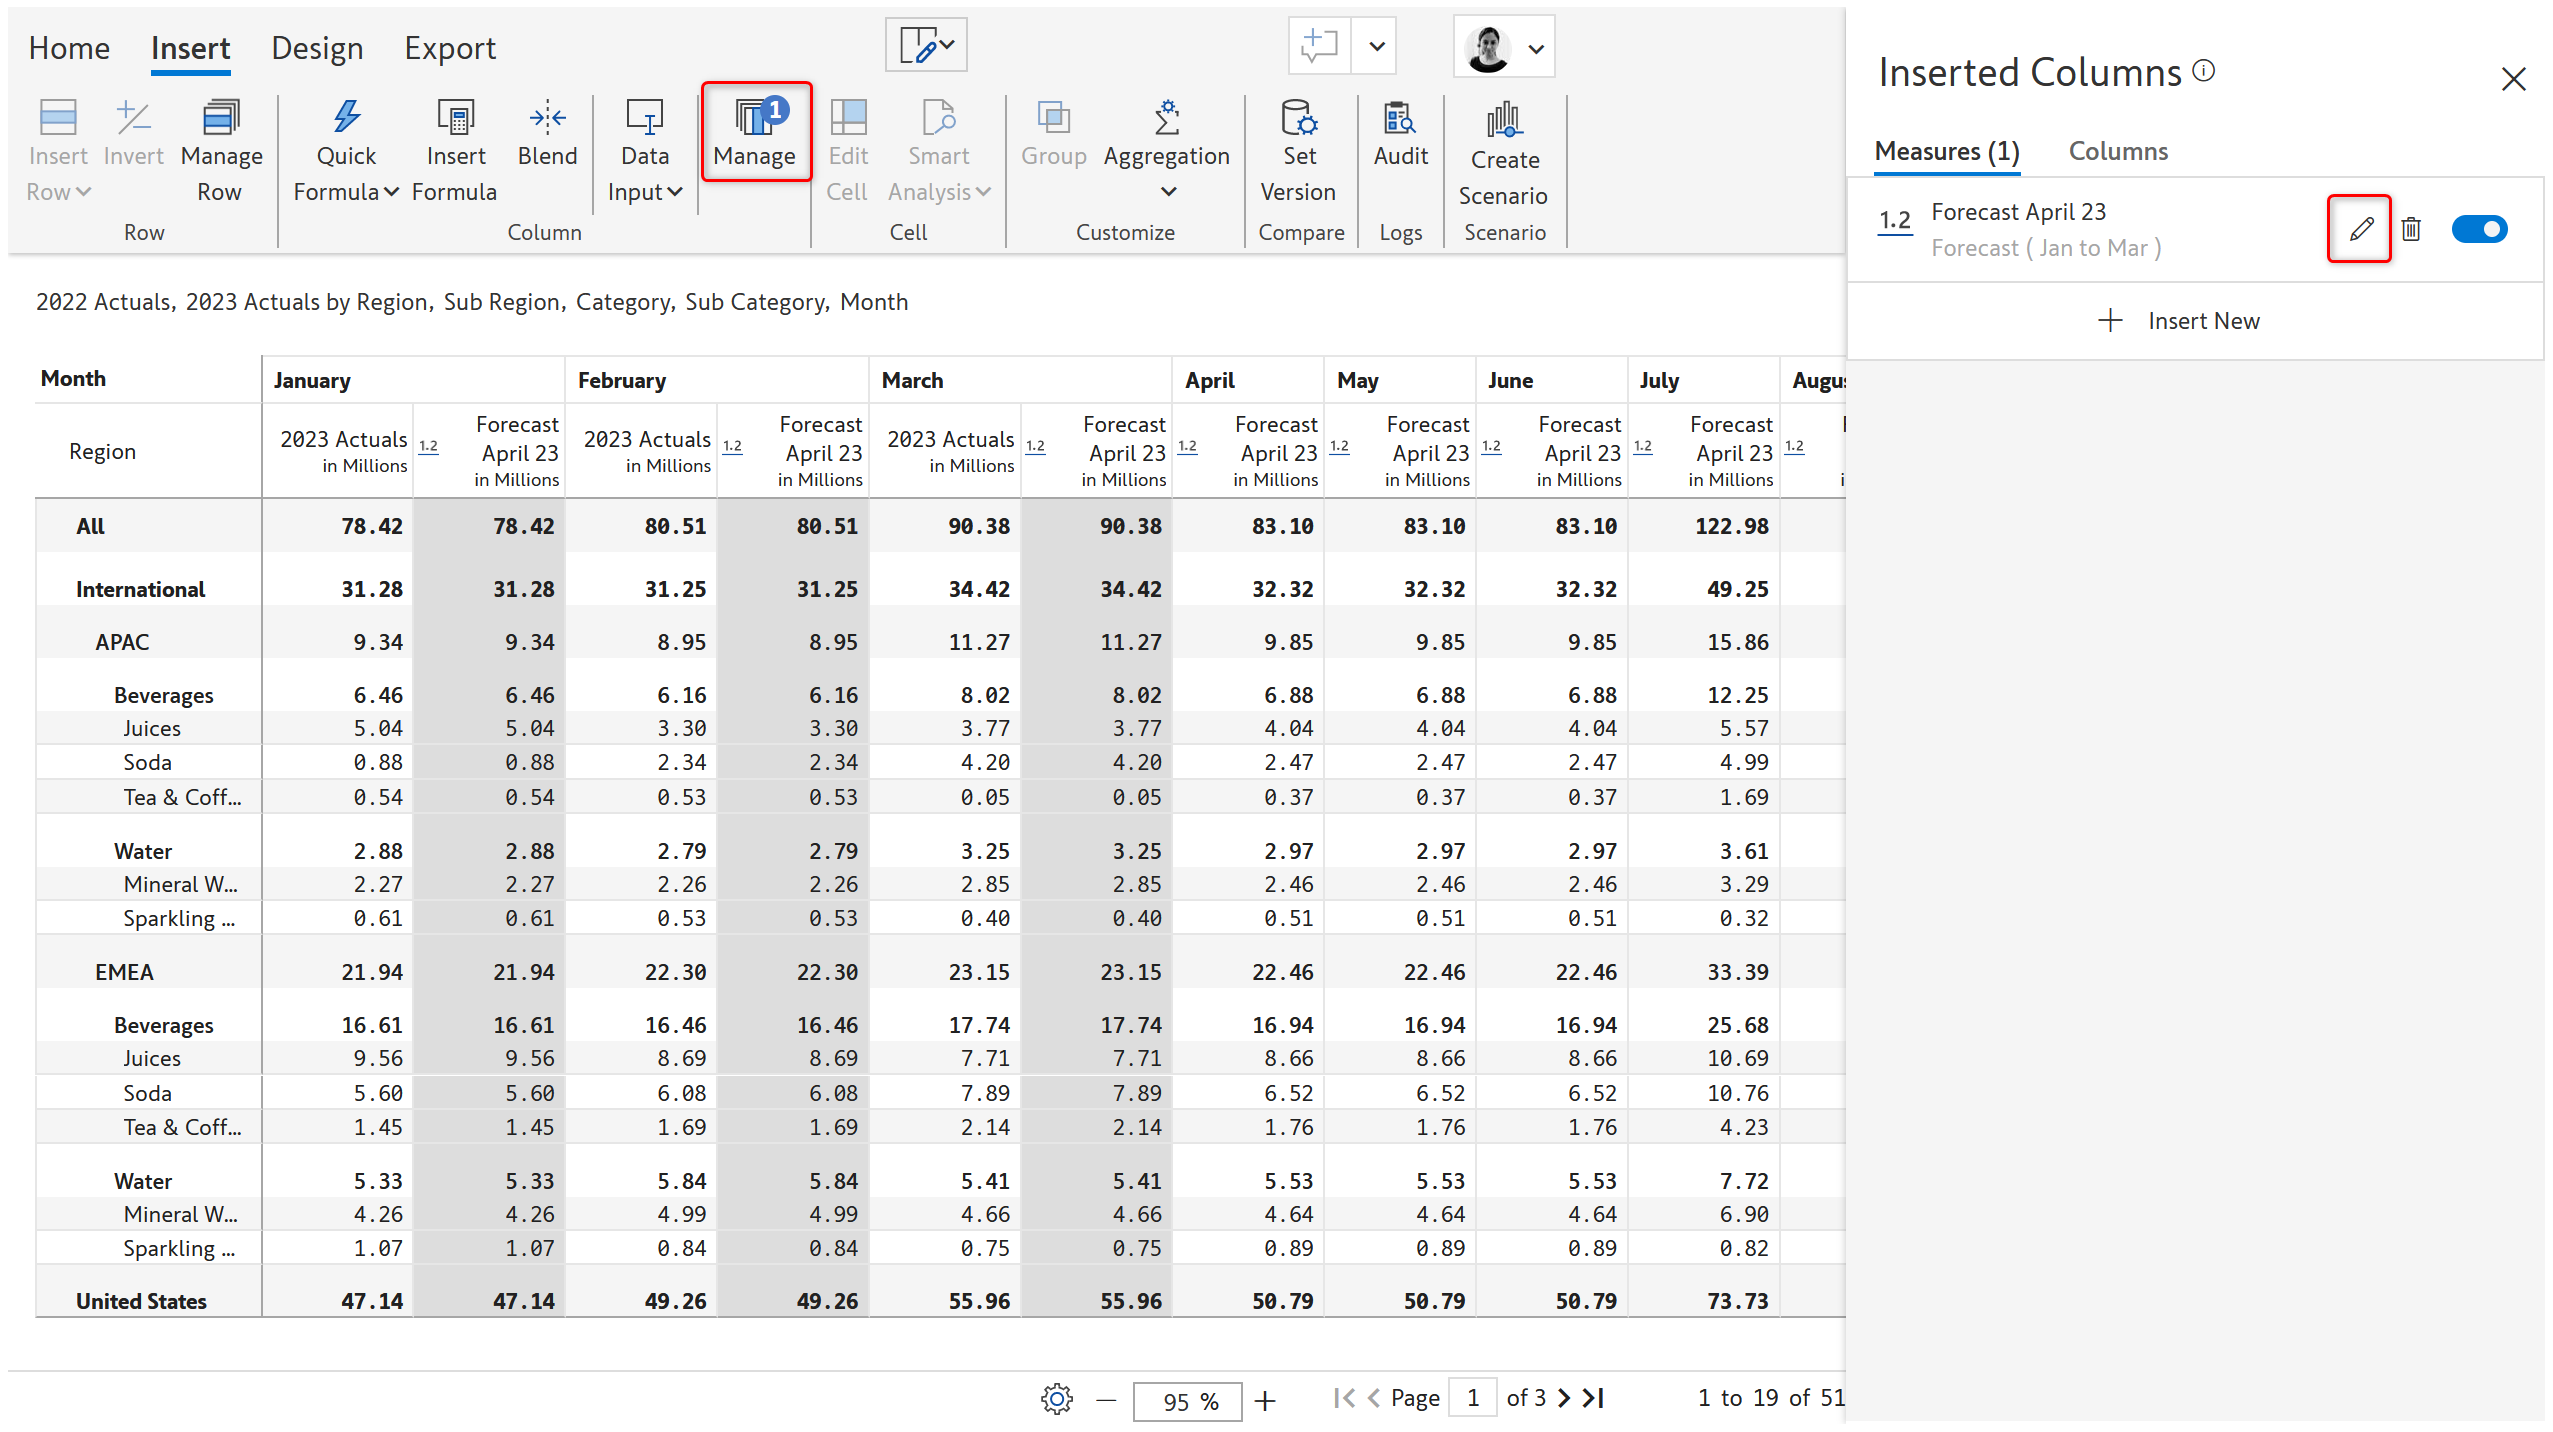 Home Insert Design Export
Inserted Columns
Insert Row Invert Manage Row Quick Formula Insert Formula Blend Data Input Manage 1 Edit Cell Smart Analysis Group Aggregation Set Version Audit Create Scenario
Row Column Cell Customize Compare Logs Scenario
Measures (1) Columns
1.2 Forecast April 23
Forecast ( Jan to Mar )
+ Insert New
2022 Actuals, 2023 Actuals by Region, Sub Region, Category, Sub Category, Month
Month January February March April May June July
Region 2023 Actuals in Millions 1.2 Forecast April 23 in Millions 2023 Actuals in Millions 1.2 Forecast April 23 in Millions 2023 Actuals in Millions 1.2 Forecast April 23 in Millions 1.2 Forecast April 23 in Millions 1.2 Forecast April 23 in Millions 1.2 Forecast April 23 in Millions 1.2 Forecast April 23 in Millions 1.2
All 78.42 78.42 80.51 80.51 90.38 90.38 83.10 83.10 83.10 122.98
International 31.28 31.28 31.25 31.25 34.42 34.42 32.32 32.32 32.32 49.25
APAC 9.34 9.34 8.95 8.95 11.27 11.27 9.85 9.85 9.85 15.86
Beverages 6.46 6.46 6.16 6.16 8.02 8.02 6.88 6.88 6.88 12.25
Juices 5.04 5.04 3.30 3.30 3.77 3.77 4.04 4.04 4.04 5.57
Soda 0.88 0.88 2.34 2.34 4.20 4.20 2.47 2.47 2.47 4.99
Tea & Coff... 0.54 0.54 0.53 0.53 0.05 0.05 0.37 0.37 0.37 1.69
Water 2.88 2.88 2.79 2.79 3.25 3.25 2.97 2.97 2.97 3.61
Mineral W... 2.27 2.27 2.26 2.26 2.85 2.85 2.46 2.46 2.46 3.29
Sparkling ... 0.61 0.61 0.53 0.53 0.40 0.40 0.51 0.51 0.51 0.32
EMEA 21.94 21.94 22.30 22.30 23.15 23.15 22.46 22.46 22.46 33.39
Beverages 16.61 16.61 16.46 16.46 17.74 17.74 16.94 16.94 16.94 25.68
Juices 9.56 9.56 8.69 8.69 7.71 7.71 8.66 8.66 8.66 10.69
Soda 5.60 5.60 6.08 6.08 7.89 7.89 6.52 6.52 6.52 10.76
Tea & Coff... 1.45 1.45 1.69 1.69 2.14 2.14 1.76 1.76 1.76 4.23
Water 5.33 5.33 5.84 5.84 5.41 5.41 5.53 5.53 5.53 7.72
Mineral W... 4.26 4.26 4.99 4.99 4.66 4.66 4.64 4.64 4.64 6.90
Sparkling ... 1.07 1.07 0.84 0.84 0.75 0.75 0.89 0.89 0.89 0.82
United States 47.14 47.14 49.26 49.26 55.96 55.96 50.79 50.79 50.79 73.73
95 % Page 1 of 3 1 to 19 of 51